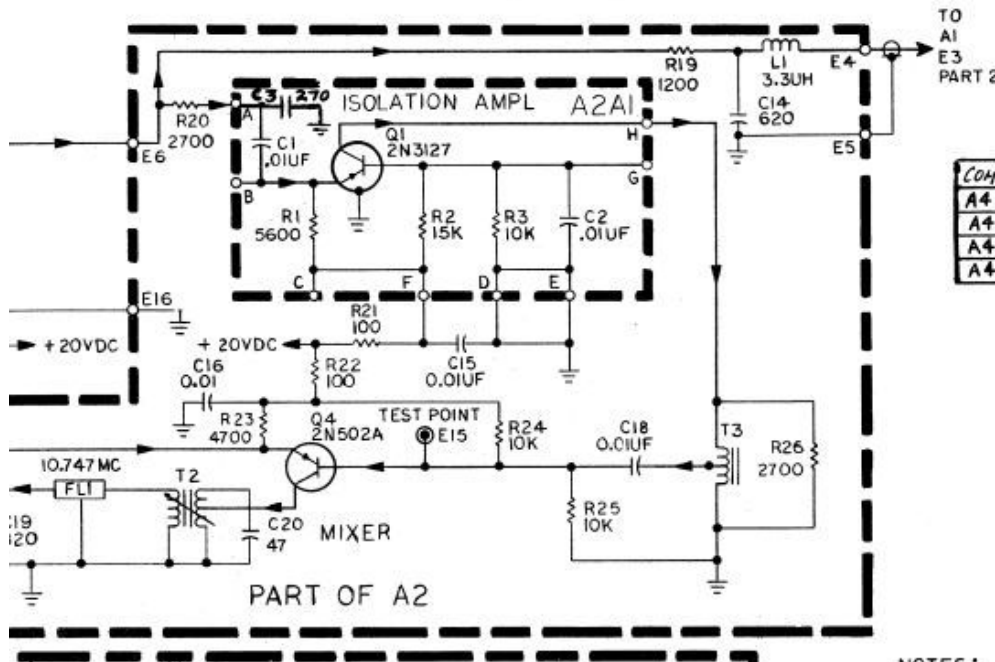 TO
A1
E3
PART 2
E4
L1
3.3UH
R19
1200
C14
620
E5
C3 270
ISOLATION AMPL A2A1
A
H
R20
2700
C1
.01UF
Q1
2N3127
E6
G
B
R1
5600
R2
15K
R3
10K
C2
.01UF
A4
A4
A4
A4
C
F
D
E
E16
R21
100
+ 20VDC
+ 20VDC
C16
0.01
R22
100
C15
0.01UF
R23
4700
Q4
2N502A
TEST POINT
E15
R24
10K
C18
0.01UF
T3
R26
2700
10.747 MC
FL1
T2
C20
47
MIXER
R25
10K
PART OF A2